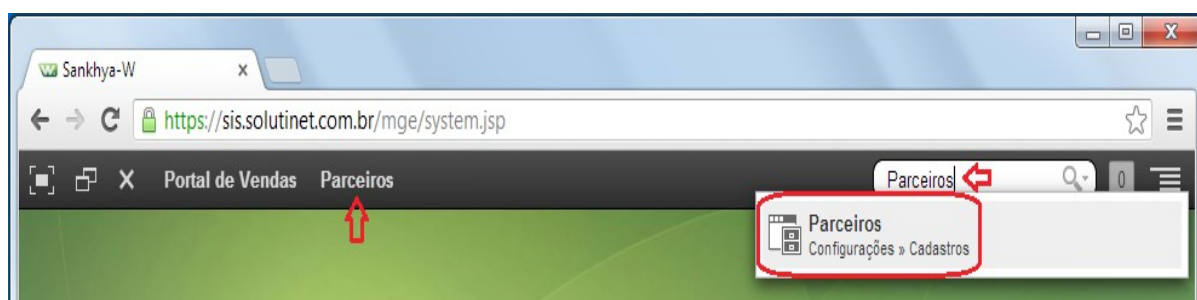 Sankhya-W
https://sis.solutinet.com.br/mge/system.jsp
Portal de Vendas Parceiros Parceiros 0
Parceiros
Configurações » Cadastros